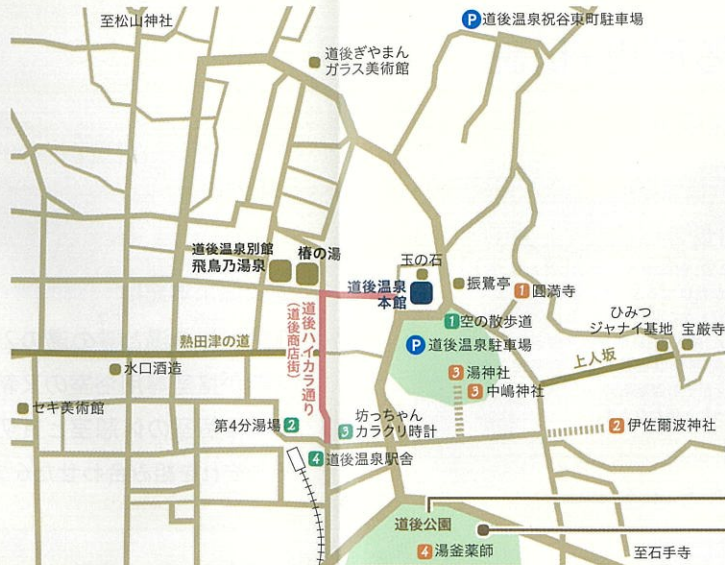 至松山神社
P 道後温泉祝谷東町駐車場
道後ぎやまん
ガラス美術館
道後温泉別館
飛鳥乃湯泉
椿の湯
玉の石
道後温泉
本館
振鷺亭
1 圓満寺
1 空の散歩道
ひみつ
ジャナイ基地
宝厳寺
P 道後温泉駐車場
上人坂
道後ハイカラ通り
(道後商店街)
熟田津の道
水口酒造
3 湯神社
3 中嶋神社
セキ美術館
第4分湯場 2
3 坊っちゃん
カラクリ時計
2 伊佐爾波神社
4 道後温泉駅舎
道後公園
4 湯釜薬師
至石手寺